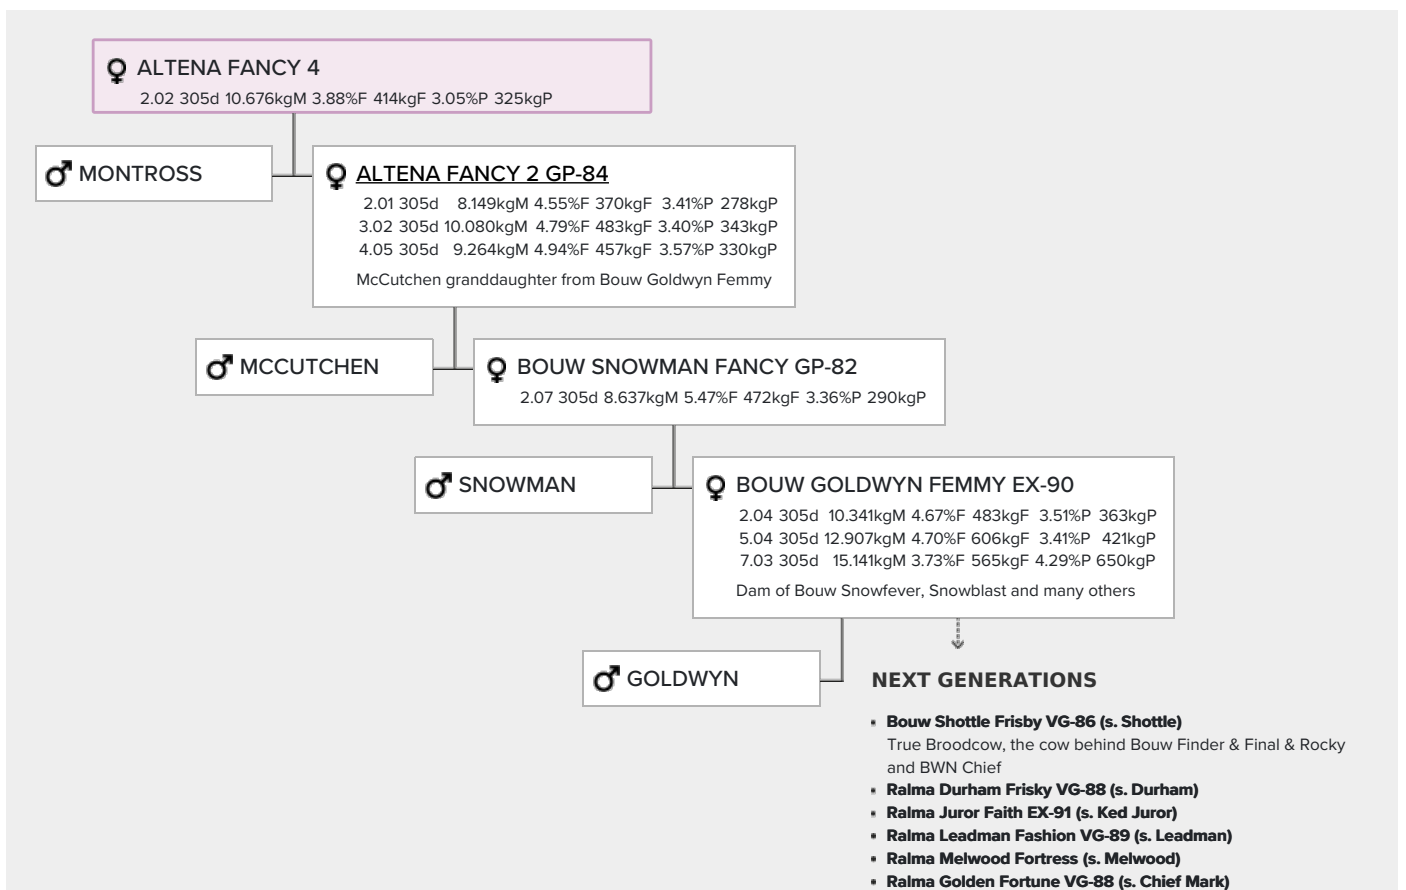 ALTENA FANCY 4
2.02 305d 10.676kgM 3.88%F 414kgF 3.05%P 325kgP
MONTROSS
ALTENA FANCY 2 GP-84
2.01 305d 8.149kgM 4.55%F 370kgF 3.41%P 278kgP
3.02 305d 10.080kgM 4.79%F 483kgF 3.40%P 343kgP
4.05 305d 9.264kgM 4.94%F 457kgF 3.57%P 330kgP
McCutchen granddaughter from Bouw Goldwyn Femmy
MCCUTCHEN
BOUW SNOWMAN FANCY GP-82
2.07 305d 8.637kgM 5.47%F 472kgF 3.36%P 290kgP
SNOWMAN
BOUW GOLDWYN FEMMY EX-90
2.04 305d 10.341kgM 4.67%F 483kgF 3.51%P 363kgP
5.04 305d 12.907kgM 4.70%F 606kgF 3.41%P 421kgP
7.03 305d 15.141kgM 3.73%F 565kgF 4.29%P 650kgP
Dam of Bouw Snowfever, Snowblast and many others
GOLDWYN
NEXT GENERATIONS
▪ Bouw Shottle Frisby VG-86 (s. Shottle)
True Broodcow, the cow behind Bouw Finder & Final & Rocky
and BWN Chief
▪ Ralma Durham Frisky VG-88 (s. Durham)
▪ Ralma Juror Faith EX-91 (s. Ked Juror)
▪ Ralma Leadman Fashion VG-89 (s. Leadman)
▪ Ralma Melwood Fortress (s. Melwood)
▪ Ralma Golden Fortune VG-88 (s. Chief Mark)